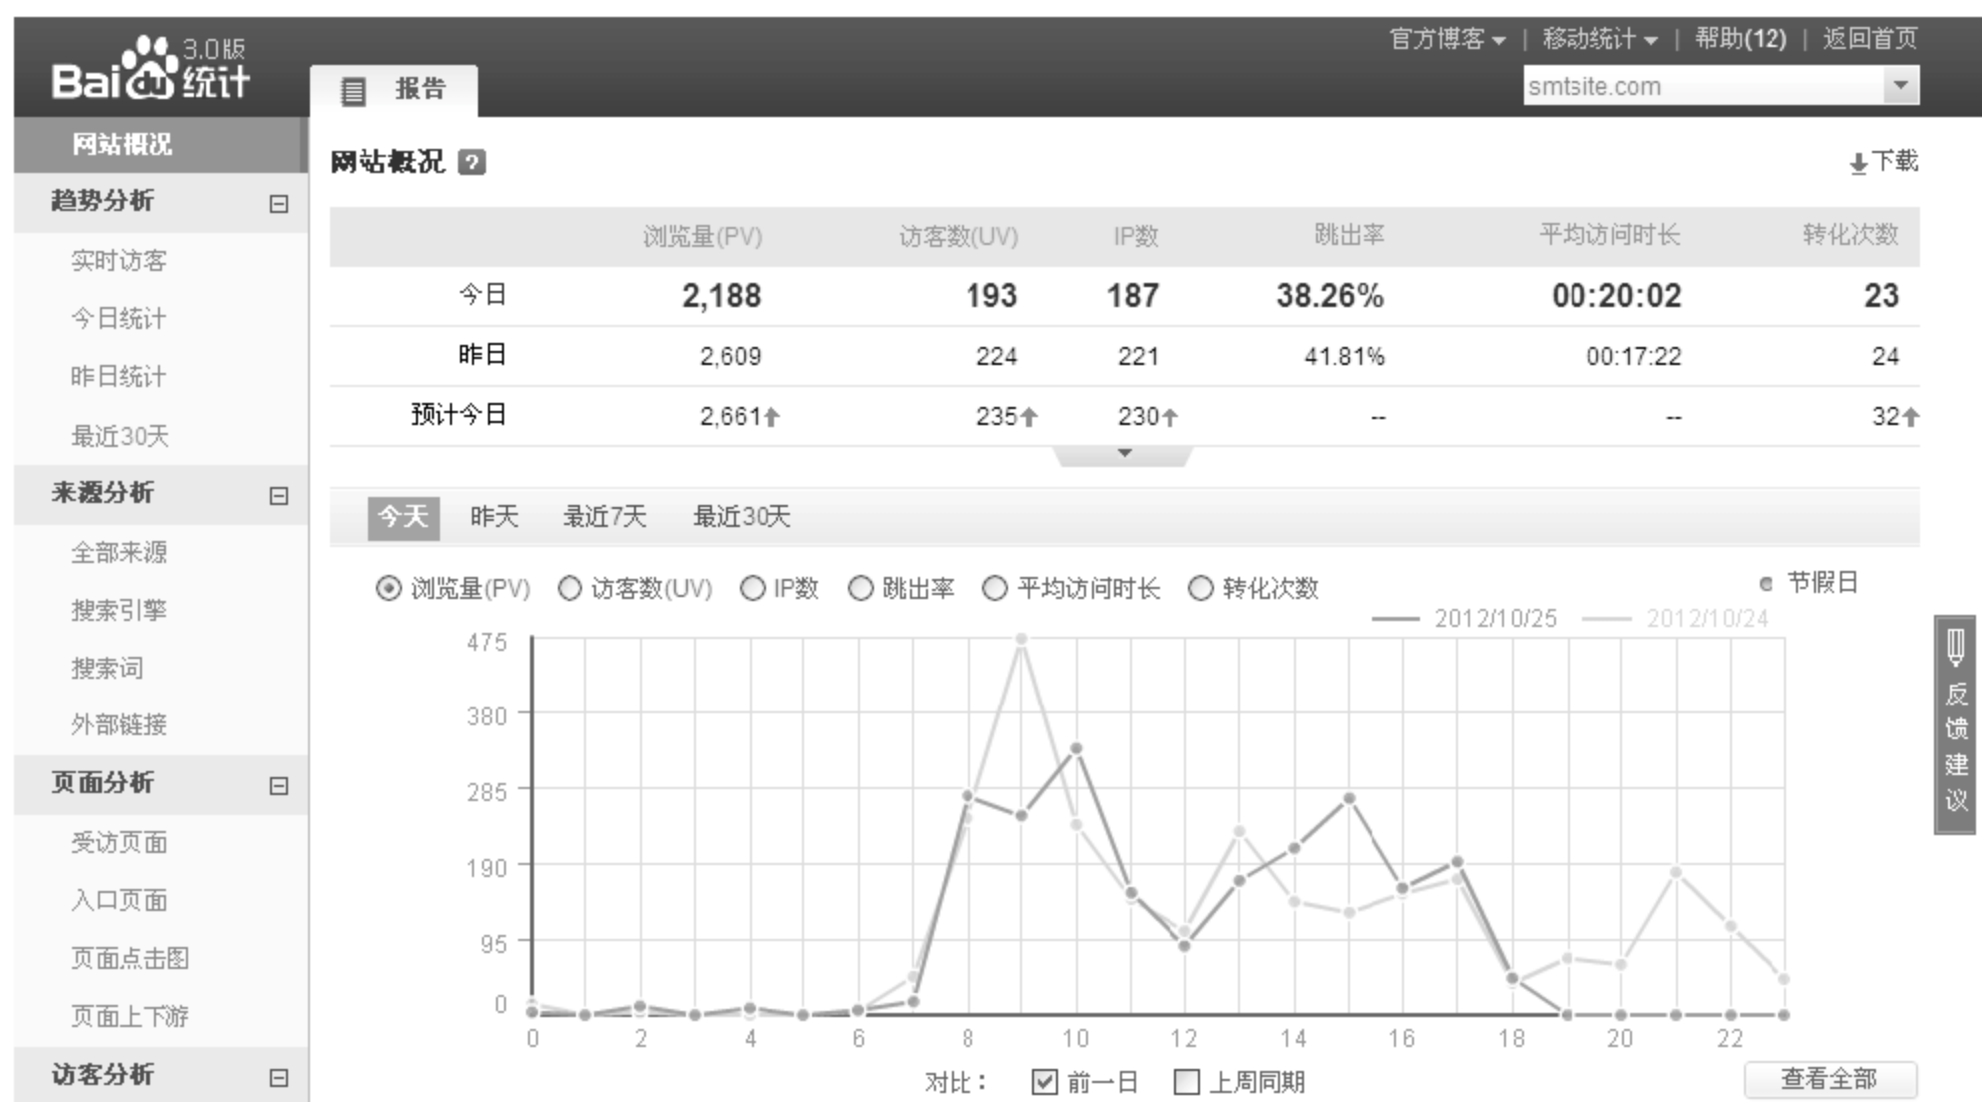 官方博客 | 移动统计 | 帮助(12) | 返回首页
Bai du 统计 3.0版
报告
smtsite.com
网站概况
趋势分析
实时访客
今日统计
昨日统计
最近30天
来源分析
全部来源
搜索引擎
搜索词
外部链接
页面分析
受访页面
入口页面
页面点击图
页面上下游
访客分析
网站概况 ?
下载
浏览量(PV) 访客数(UV) IP数 跳出率 平均访问时长 转化次数
今日 2,188 193 187 38.26% 00:20:02 23
昨日 2,609 224 221 41.81% 00:17:22 24
预计今日 2,661↑ 235↑ 230↑ -- -- 32↑
今天 昨天 最近7天 最近30天
浏览量(PV) 访客数(UV) IP数 跳出率 平均访问时长 转化次数
节假日
2012/10/25 2012/10/24
475
380
285
190
95
0
0 2 4 6 8 10 12 14 16 18 20 22
对比： 前一日 上周同期
查看全部
反馈建议